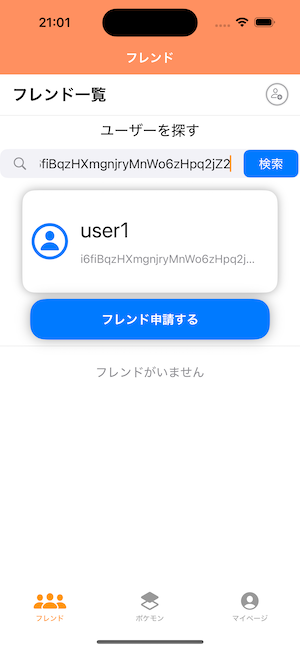 21:01
フレンド
フレンド一覧
ユーザーを探す
fiBqzHXmgnjryMnWo6zHpq2jZ2
検索
user1
i6fiBqzHXmgnjryMnWo6zHpq2j...
フレンド申請する
フレンドがいません
フレンド
ポケモン
マイページ